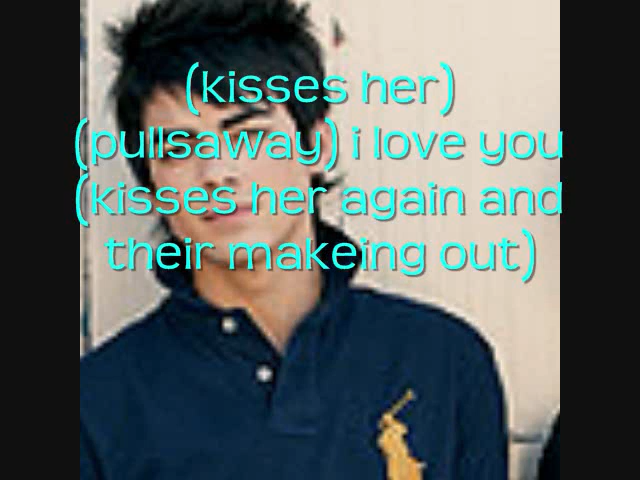 (kisses her)
(pullsaway) i love you
(kisses her again and
their makeing out)